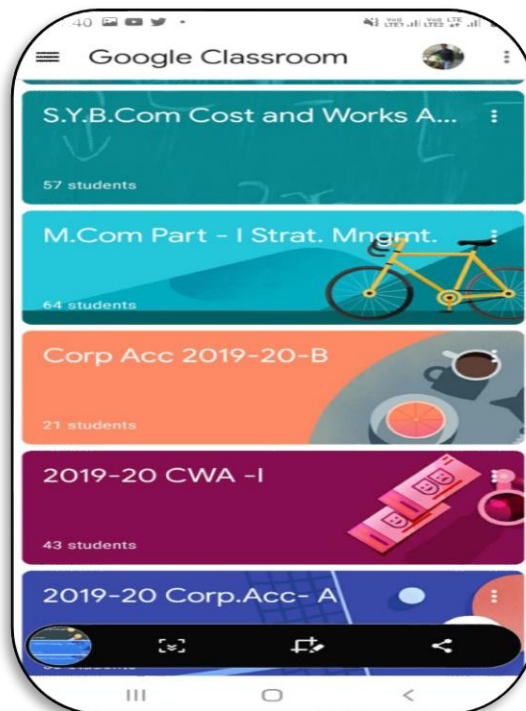 :40
Google Classroom
S.Y.B.Com Cost and Works A...
57 students
M.Com Part - I Strat. Mngmt.
64 students
Corp Acc 2019-20-B
21 students
2019-20 CWA -I
43 students
2019-20 Corp.Acc- A